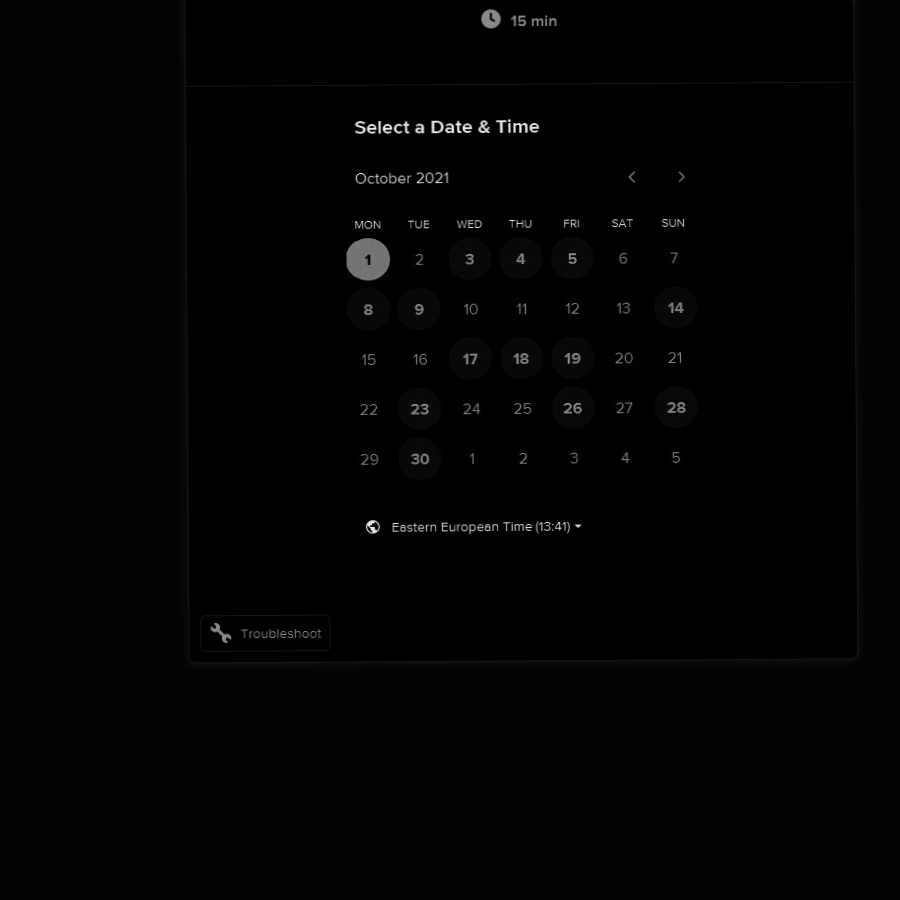 15 min
Select a Date & Time
October 2021
MON TUE WED THU FRI SAT SUN
1 2 3 4 5 6 7
8 9 10 11 12 13 14
15 16 17 18 19 20 21
22 23 24 25 26 27 28
29 30 1 2 3 4 5
Eastern European Time (13:41)
Troubleshoot